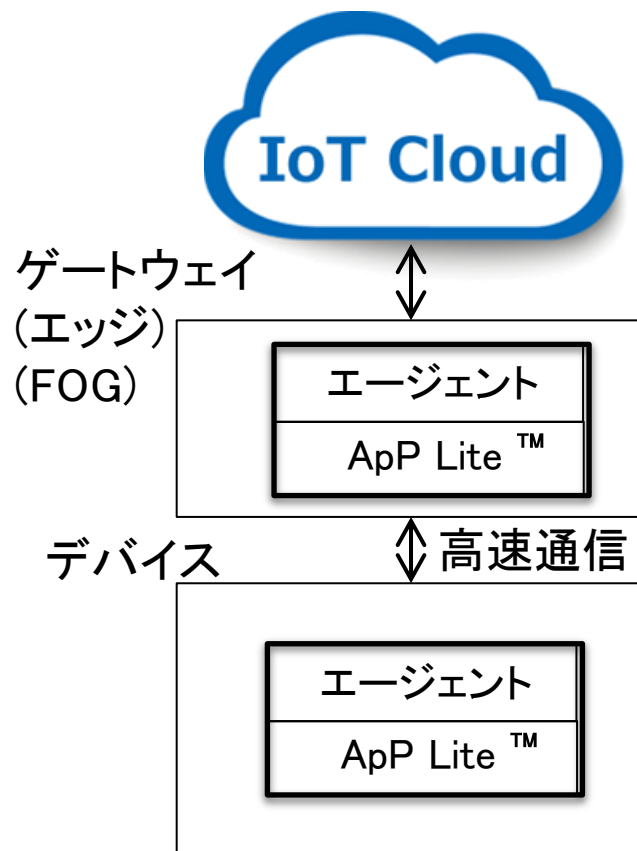 IoT Cloud
ゲートウェイ
(エッジ)
(FOG)
エージェント
ApP Lite ™
デバイス
高速通信
エージェント
ApP Lite ™